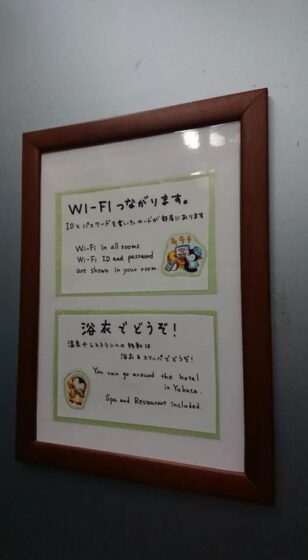 WI-FIつながります。
IDとパスワードを書いたカードが部屋にあります
Wi-Fi in all rooms
Wi-Fi ID and password
are shown in your room.
浴衣でどうぞ！
温泉やレストランへの移動は
浴衣&スリッパでどうぞ！
You can go around the hotel
in Yukata.
Spa and Restaurant included.